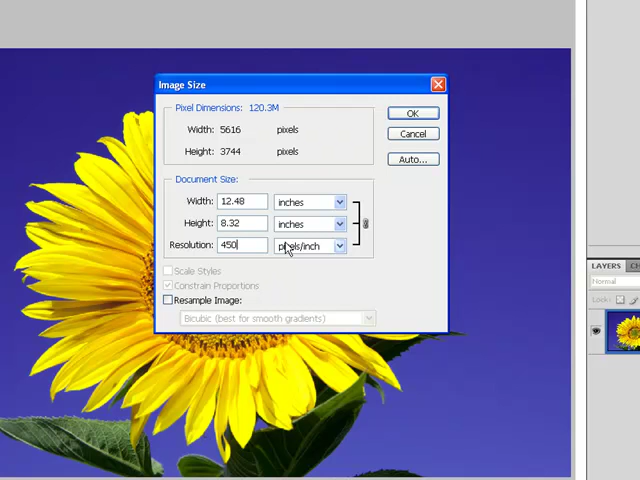 Image Size
Pixel Dimensions: 120.3M
Width: 5616 pixels
Height: 3744 pixels
OK
Cancel
Auto...
Document Size:
Width: 12.48 inches
Height: 8.32 inches
Resolution: 450 pixels/inch
Scale Styles
Constrain Proportions
Resample Image:
Bicubic (best for smooth gradients)
LAYERS CH
Normal
Lock: